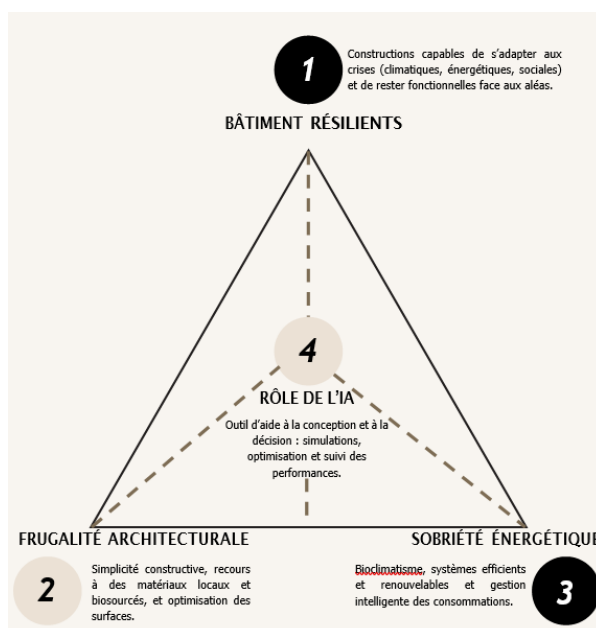 1
Constructions capables de s’adapter aux
crises (climatiques, énergétiques, sociales)
et de rester fonctionnelles face aux aléas.
BÂTIMENT RÉSILIENTS
4
RÔLE DE L’IA
Outil d’aide à la conception et à la
décision : simulations,
optimisation et suivi des
performances.
FRUGALITÉ ARCHITECTURALE
2
Simplicité constructive, recours
à des matériaux locaux et
biosourcés, et optimisation des
surfaces.
SOBRIÉTÉ ÉNERGÉTIQUE
Bioclimatisme, systèmes efficients
et renouvelables et gestion
intelligente des consommations.
3